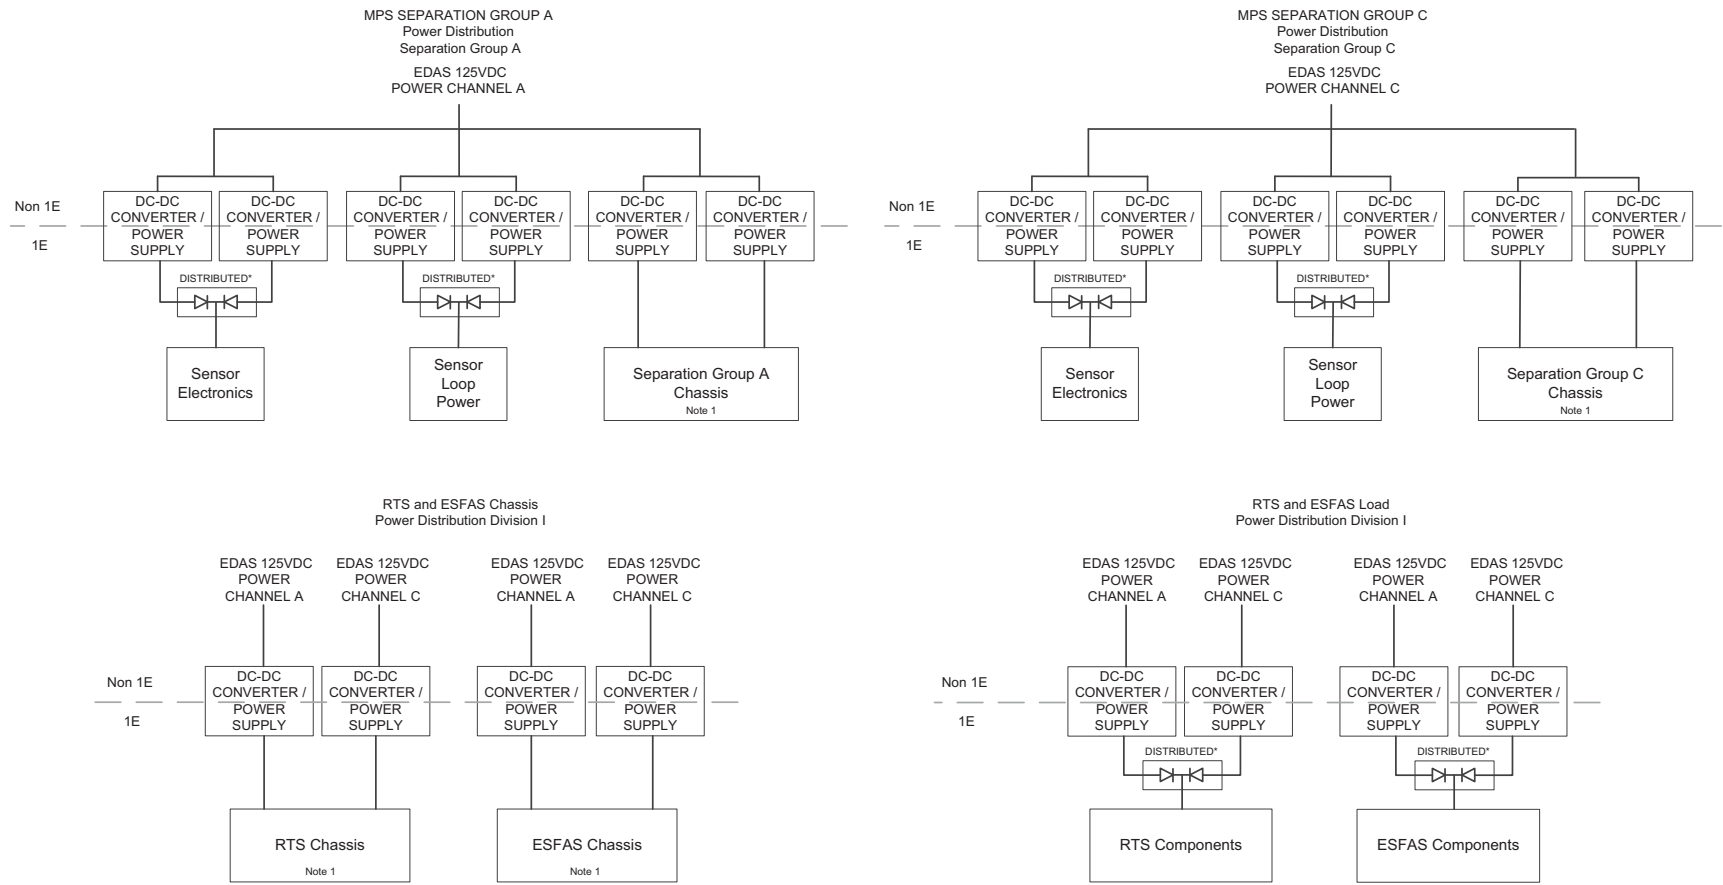 MPS SEPARATION GROUP A
Power Distribution
Separation Group A
EDAS 125VDC
POWER CHANNEL A
Non 1E
1E
DC-DC
CONVERTER /
POWER
SUPPLY
DC-DC
CONVERTER /
POWER
SUPPLY
DC-DC
CONVERTER /
POWER
SUPPLY
DC-DC
CONVERTER /
POWER
SUPPLY
DC-DC
CONVERTER /
POWER
SUPPLY
DC-DC
CONVERTER /
POWER
SUPPLY
DISTRIBUTED*
DISTRIBUTED*
Sensor
Electronics
Sensor
Loop
Power
Separation Group A
Chassis
Note 1
MPS SEPARATION GROUP C
Power Distribution
Separation Group C
EDAS 125VDC
POWER CHANNEL C
Non 1E
1E
DC-DC
CONVERTER /
POWER
SUPPLY
DC-DC
CONVERTER /
POWER
SUPPLY
DC-DC
CONVERTER /
POWER
SUPPLY
DC-DC
CONVERTER /
POWER
SUPPLY
DC-DC
CONVERTER /
POWER
SUPPLY
DC-DC
CONVERTER /
POWER
SUPPLY
DISTRIBUTED*
DISTRIBUTED*
Sensor
Electronics
Sensor
Loop
Power
Separation Group C
Chassis
Note 1
RTS and ESFAS Chassis
Power Distribution Division I
EDAS 125VDC
POWER
CHANNEL A
EDAS 125VDC
POWER
CHANNEL C
EDAS 125VDC
POWER
CHANNEL A
EDAS 125VDC
POWER
CHANNEL C
Non 1E
1E
DC-DC
CONVERTER /
POWER
SUPPLY
DC-DC
CONVERTER /
POWER
SUPPLY
DC-DC
CONVERTER /
POWER
SUPPLY
DC-DC
CONVERTER /
POWER
SUPPLY
RTS Chassis
Note 1
ESFAS Chassis
Note 1
RTS and ESFAS Load
Power Distribution Division I
EDAS 125VDC
POWER
CHANNEL A
EDAS 125VDC
POWER
CHANNEL C
EDAS 125VDC
POWER
CHANNEL A
EDAS 125VDC
POWER
CHANNEL C
Non 1E
1E
DC-DC
CONVERTER /
POWER
SUPPLY
DC-DC
CONVERTER /
POWER
SUPPLY
DC-DC
CONVERTER /
POWER
SUPPLY
DC-DC
CONVERTER /
POWER
SUPPLY
DISTRIBUTED*
DISTRIBUTED*
RTS Components
ESFAS Components